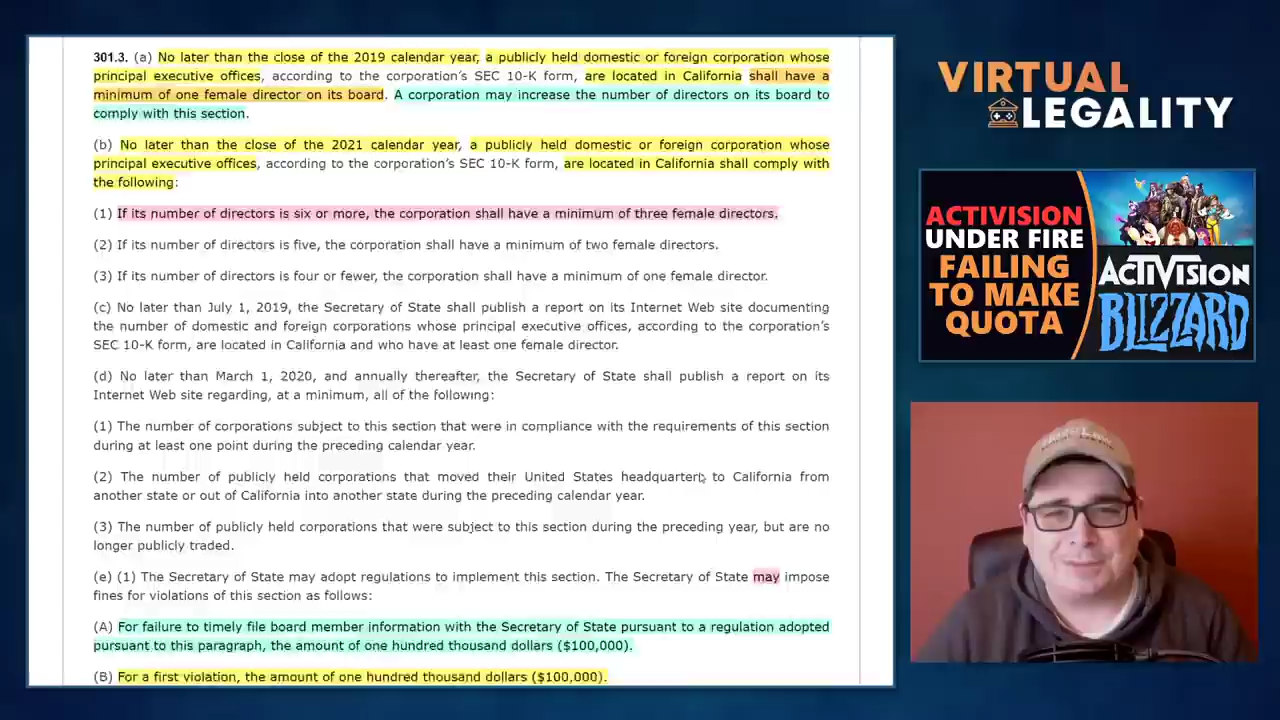 301.3. (a) No later than the close of the 2019 calendar year, a publicly held domestic or foreign corporation whose
principal executive offices, according to the corporation's SEC 10-K form, are located in California shall have a
minimum of one female director on its board. A corporation may increase the number of directors on its board to
comply with this section.
(b) No later than the close of the 2021 calendar year, a publicly held domestic or foreign corporation whose
principal executive offices, according to the corporation's SEC 10-K form, are located in California shall comply with
the following:
(1) If its number of directors is six or more, the corporation shall have a minimum of three female directors.
(2) If its number of directors is five, the corporation shall have a minimum of two female directors.
(3) If its number of directors is four or fewer, the corporation shall have a minimum of one female director.
(c) No later than July 1, 2019, the Secretary of State shall publish a report on its Internet Web site documenting
the number of domestic and foreign corporations whose principal executive offices, according to the corporation's
SEC 10-K form, are located in California and who have at least one female director.
(d) No later than March 1, 2020, and annually thereafter, the Secretary of State shall publish a report on its
Internet Web site regarding, at a minimum, all of the following:
(1) The number of corporations subject to this section that were in compliance with the requirements of this section
during at least one point during the preceding calendar year.
(2) The number of publicly held corporations that moved their United States headquarters to California from
another state or out of California into another state during the preceding calendar year.
(3) The number of publicly held corporations that were subject to this section during the preceding year, but are no
longer publicly traded.
(e) (1) The Secretary of State may adopt regulations to implement this section. The Secretary of State may impose
fines for violations of this section as follows:
(A) For failure to timely file board member information with the Secretary of State pursuant to a regulation adopted
pursuant to this paragraph, the amount of one hundred thousand dollars ($100,000).
(B) For a first violation, the amount of one hundred thousand dollars ($100,000).
VIRTUAL
LEGALITY
ACTIVISION
UNDER FIRE
FAILING
TO MAKE
QUOTA
ACTIVISION
BLIZZARD